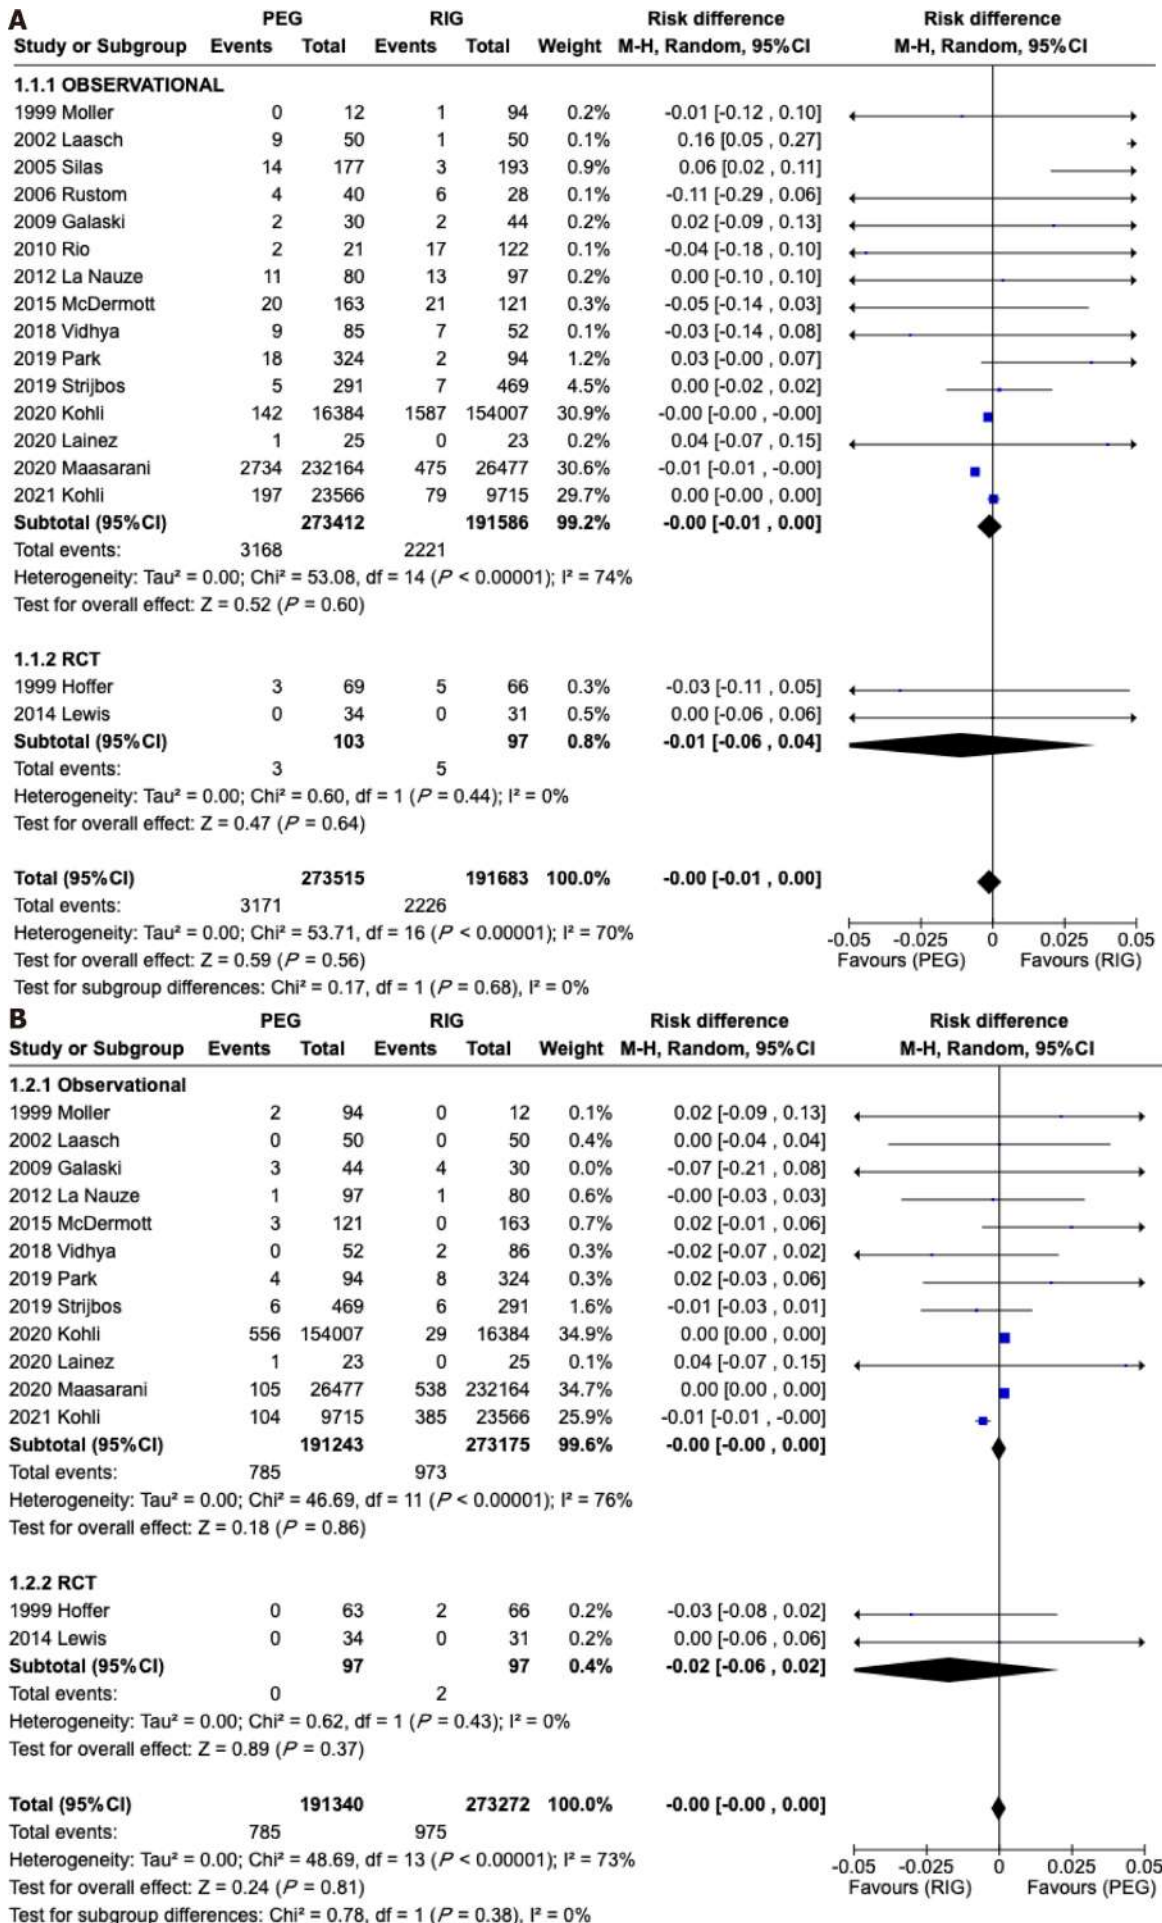 A PEG RIG Risk difference Risk difference
Study or Subgroup Events Total Events Total Weight M-H, Random, 95%CI M-H, Random, 95%CI
1.1.1 OBSERVATIONAL
1999 Moller 0 12 1 94 0.2% -0.01 [-0.12 , 0.10]
2002 Laasch 9 50 1 50 0.1% 0.16 [0.05 , 0.27]
2005 Silas 14 177 3 193 0.9% 0.06 [0.02 , 0.11]
2006 Rustom 4 40 6 28 0.1% -0.11 [-0.29 , 0.06]
2009 Galaski 2 30 2 44 0.2% 0.02 [-0.09 , 0.13]
2010 Rio 2 21 17 122 0.1% -0.04 [-0.18 , 0.10]
2012 La Nauze 11 80 13 97 0.2% 0.00 [-0.10 , 0.10]
2015 McDermott 20 163 21 121 0.3% -0.05 [-0.14 , 0.03]
2018 Vidhya 9 85 7 52 0.1% -0.03 [-0.14 , 0.08]
2019 Park 18 324 2 94 1.2% 0.03 [-0.00 , 0.07]
2019 Strijbos 5 291 7 469 4.5% 0.00 [-0.02 , 0.02]
2020 Kohli 142 16384 1587 154007 30.9% -0.00 [-0.00 , -0.00]
2020 Lainez 1 25 0 23 0.2% 0.04 [-0.07 , 0.15]
2020 Maasarani 2734 232164 475 26477 30.6% -0.01 [-0.01 , -0.00]
2021 Kohli 197 23566 79 9715 29.7% 0.00 [-0.00 , 0.00]
Subtotal (95%CI) 273412 191586 99.2% -0.00 [-0.01 , 0.00]
Total events: 3168 2221
Heterogeneity: Tau² = 0.00; Chi² = 53.08, df = 14 (P < 0.00001); I² = 74%
Test for overall effect: Z = 0.52 (P = 0.60)
1.1.2 RCT
1999 Hoffer 3 69 5 66 0.3% -0.03 [-0.11 , 0.05]
2014 Lewis 0 34 0 31 0.5% 0.00 [-0.06 , 0.06]
Subtotal (95%CI) 103 97 0.8% -0.01 [-0.06 , 0.04]
Total events: 3 5
Heterogeneity: Tau² = 0.00; Chi² = 0.60, df = 1 (P = 0.44); I² = 0%
Test for overall effect: Z = 0.47 (P = 0.64)
Total (95%CI) 273515 191683 100.0% -0.00 [-0.01 , 0.00]
Total events: 3171 2226
Heterogeneity: Tau² = 0.00; Chi² = 53.71, df = 16 (P < 0.00001); I² = 70%
Test for overall effect: Z = 0.59 (P = 0.56)
Test for subgroup differences: Chi² = 0.17, df = 1 (P = 0.68), I² = 0%
-0.05 -0.025 0 0.025 0.05
Favours (PEG) Favours (RIG)
B PEG RIG Risk difference Risk difference
Study or Subgroup Events Total Events Total Weight M-H, Random, 95%CI M-H, Random, 95%CI
1.2.1 Observational
1999 Moller 2 94 0 12 0.1% 0.02 [-0.09 , 0.13]
2002 Laasch 0 50 0 50 0.4% 0.00 [-0.04 , 0.04]
2009 Galaski 3 44 4 30 0.0% -0.07 [-0.21 , 0.08]
2012 La Nauze 1 97 1 80 0.6% -0.00 [-0.03 , 0.03]
2015 McDermott 3 121 0 163 0.7% 0.02 [-0.01 , 0.06]
2018 Vidhya 0 52 2 86 0.3% -0.02 [-0.07 , 0.02]
2019 Park 4 94 8 324 0.3% 0.02 [-0.03 , 0.06]
2019 Strijbos 6 469 6 291 1.6% -0.01 [-0.03 , 0.01]
2020 Kohli 556 154007 29 16384 34.9% 0.00 [0.00 , 0.00]
2020 Lainez 1 23 0 25 0.1% 0.04 [-0.07 , 0.15]
2020 Maasarani 105 26477 538 232164 34.7% 0.00 [0.00 , 0.00]
2021 Kohli 104 9715 385 23566 25.9% -0.01 [-0.01 , -0.00]
Subtotal (95%CI) 191243 273175 99.6% -0.00 [-0.00 , 0.00]
Total events: 785 973
Heterogeneity: Tau² = 0.00; Chi² = 46.69, df = 11 (P < 0.00001); I² = 76%
Test for overall effect: Z = 0.18 (P = 0.86)
1.2.2 RCT
1999 Hoffer 0 63 2 66 0.2% -0.03 [-0.08 , 0.02]
2014 Lewis 0 34 0 31 0.2% 0.00 [-0.06 , 0.06]
Subtotal (95%CI) 97 97 0.4% -0.02 [-0.06 , 0.02]
Total events: 0 2
Heterogeneity: Tau² = 0.00; Chi² = 0.62, df = 1 (P = 0.43); I² = 0%
Test for overall effect: Z = 0.89 (P = 0.37)
Total (95%CI) 191340 273272 100.0% -0.00 [-0.00 , 0.00]
Total events: 785 975
Heterogeneity: Tau² = 0.00; Chi² = 48.69, df = 13 (P < 0.00001); I² = 73%
Test for overall effect: Z = 0.24 (P = 0.81)
Test for subgroup differences: Chi² = 0.78, df = 1 (P = 0.38), I² = 0%
-0.05 -0.025 0 0.025 0.05
Favours (RIG) Favours (PEG)